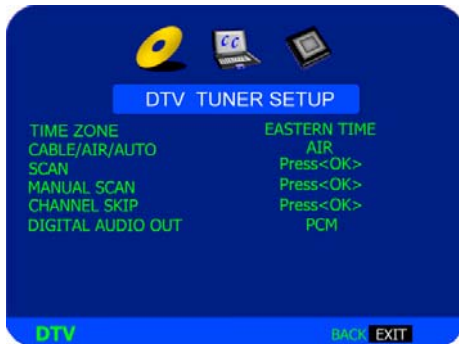 CC
DTV TUNER SETUP
TIME ZONE EASTERN TIME
CABLE/AIR/AUTO AIR
SCAN Press<OK>
MANUAL SCAN Press<OK>
CHANNEL SKIP Press<OK>
DIGITAL AUDIO OUT PCM
DTV BACK EXIT